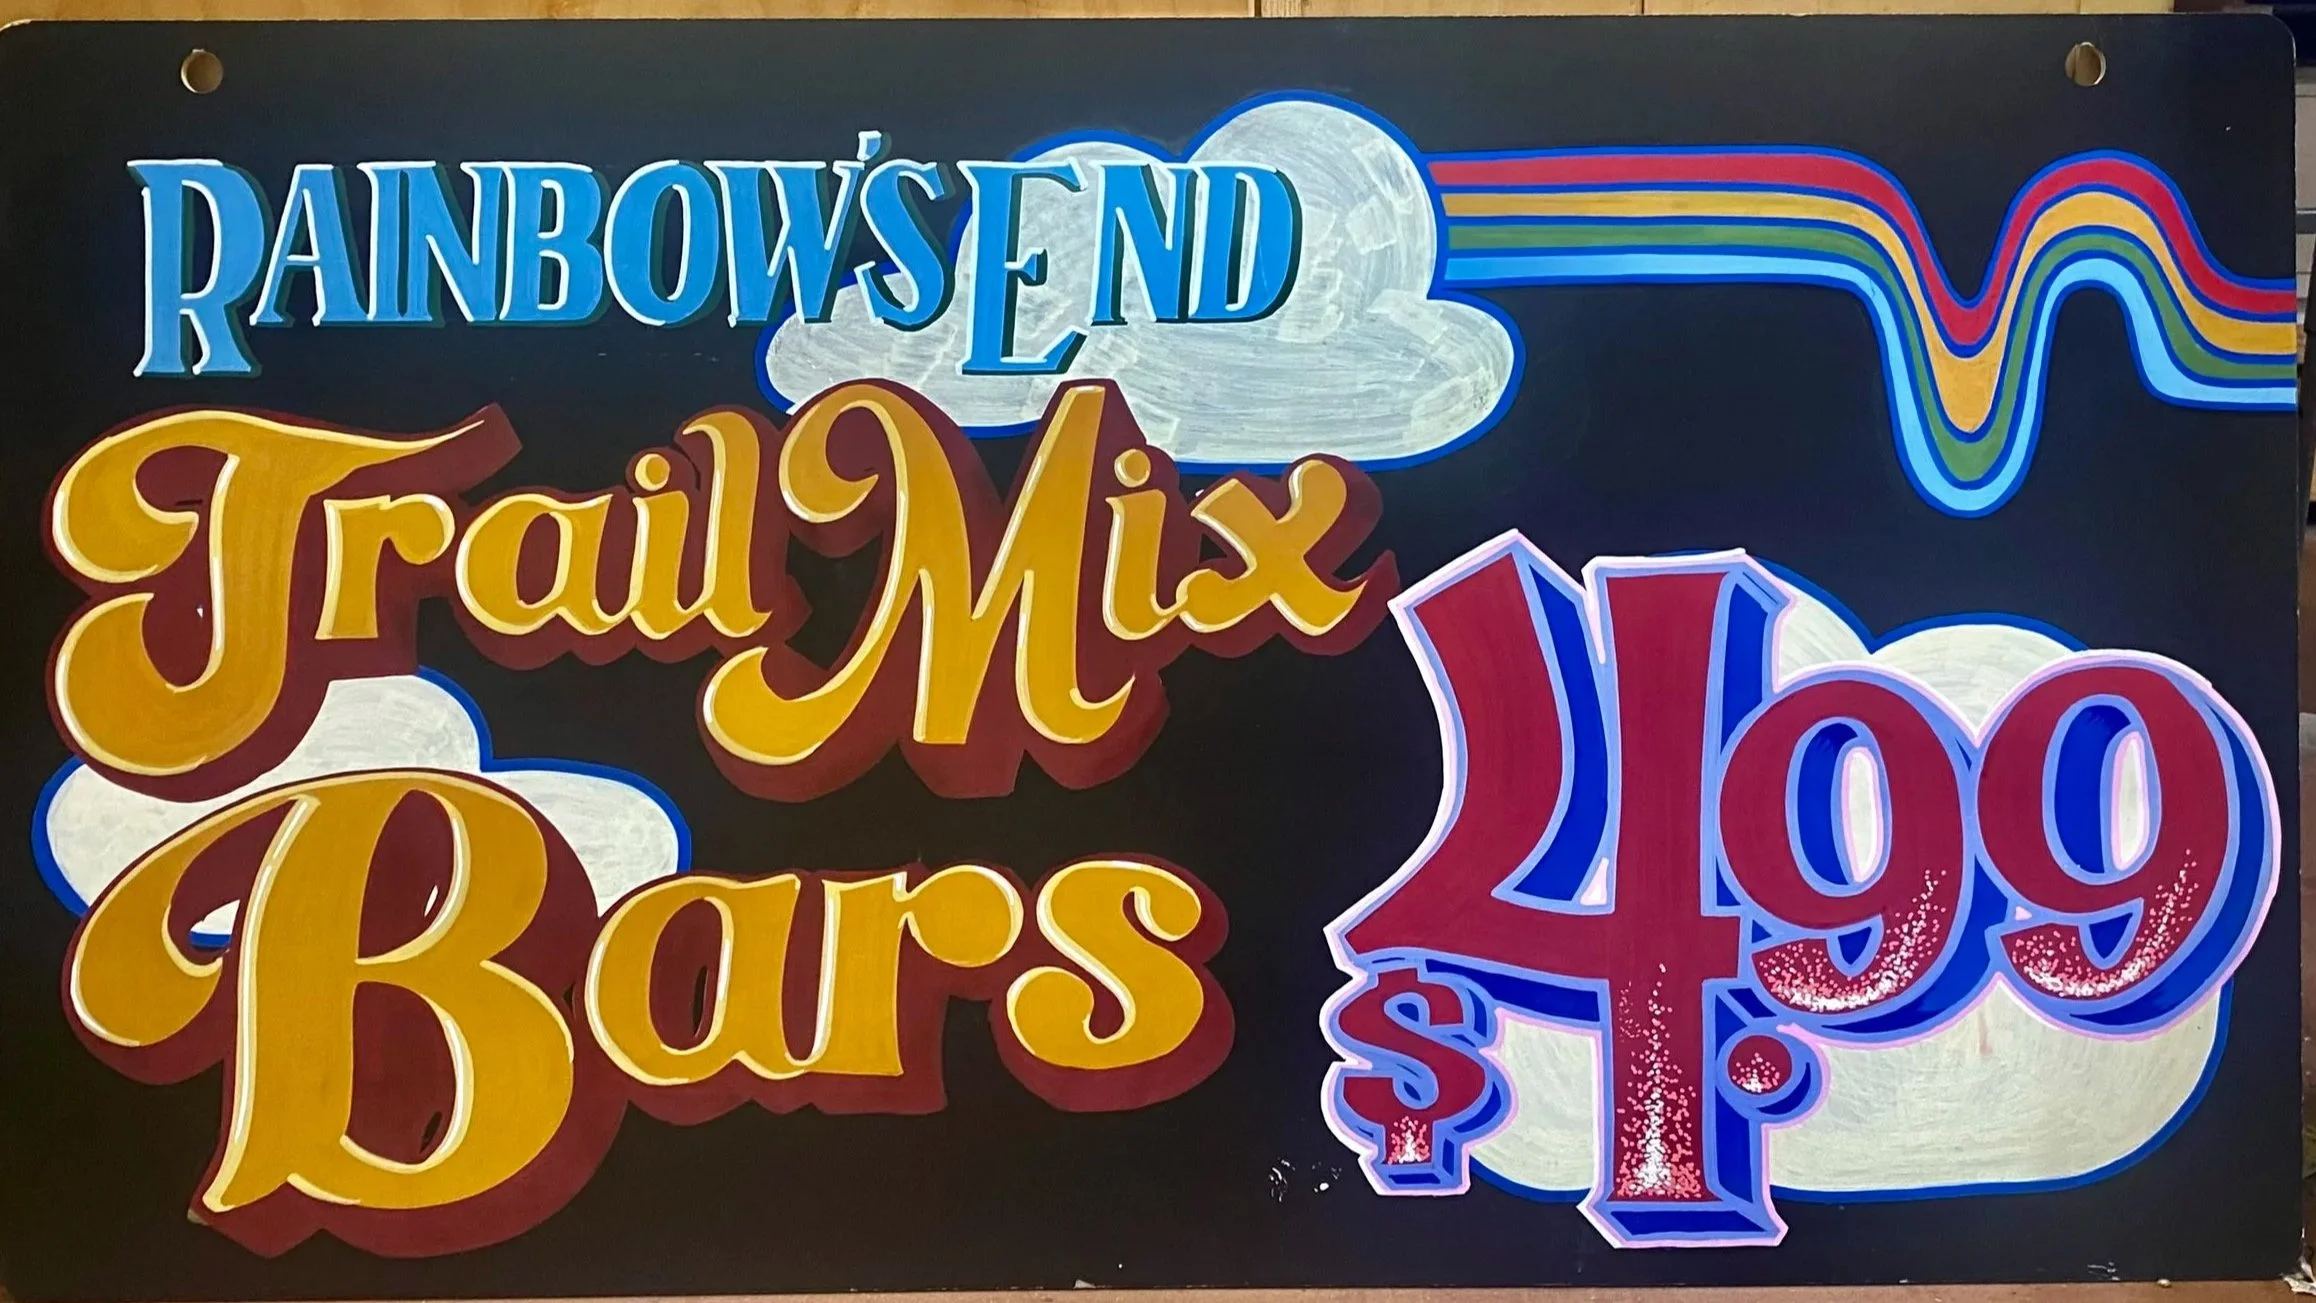 RAINBOW'S END
Trail Mix
Bars
$4.99